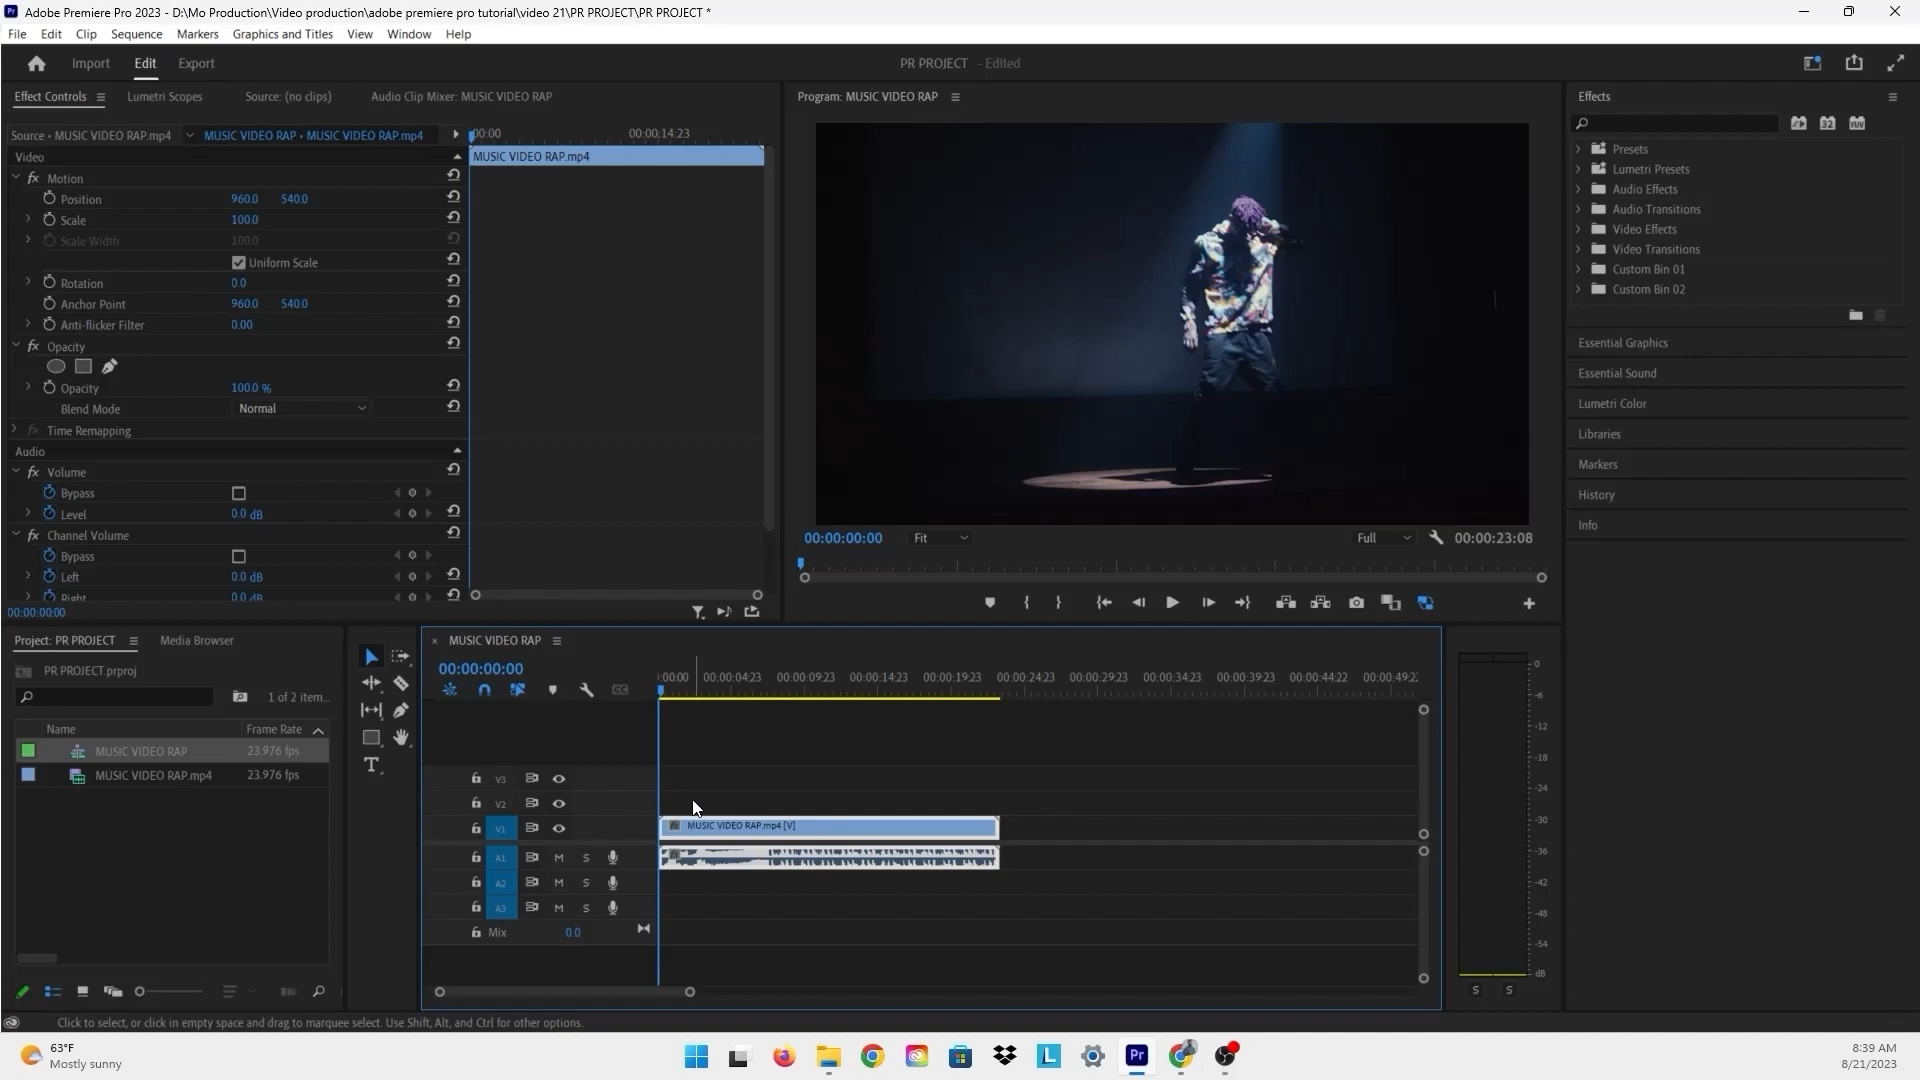 Adobe Premiere Pro 2023 - D:\Mo Production\Video production\adobe premiere pro tutorial\video 21\PR PROJECT\PR PROJECT *
File Edit Clip Sequence Markers Graphics and Titles View Window Help
Import Edit Export
PR PROJECT - Edited
Effect Controls Lumetri Scopes Source: (no clips) Audio Clip Mixer: MUSIC VIDEO RAP
Source • MUSIC VIDEO RAP.mp4 MUSIC VIDEO RAP • MUSIC VIDEO RAP.mp4
:00:00 00:00:14:23
MUSIC VIDEO RAP.mp4
Video
fx Motion
Position 960.0 540.0
Scale 100.0
Scale Width 100.0
Uniform Scale
Rotation 0.0
Anchor Point 960.0 540.0
Anti-flicker Filter 0.00
fx Opacity
Opacity 100.0 %
Blend Mode Normal
fx Time Remapping
Audio
fx Volume
Bypass
Level 0.0 dB
fx Channel Volume
Bypass
Left 0.0 dB
Right 0.0 dB
00:00:00:00
Program: MUSIC VIDEO RAP
00:00:00:00 Fit Full 00:00:23:08
Effects
32 YUV
Presets
Lumetri Presets
Audio Effects
Audio Transitions
Video Effects
Video Transitions
Custom Bin 01
Custom Bin 02
Essential Graphics
Essential Sound
Lumetri Color
Libraries
Markers
History
Info
Project: PR PROJECT Media Browser
PR PROJECT.prproj
1 of 2 item...
Name Frame Rate
MUSIC VIDEO RAP 23.976 fps
MUSIC VIDEO RAP.mp4 23.976 fps
T
× MUSIC VIDEO RAP
00:00:00:00
:00:00 00:00:04:23 00:00:09:23 00:00:14:23 00:00:19:23 00:00:24:23 00:00:29:23 00:00:34:23 00:00:39:23 00:00:44:22 00:00:49:22
CC
V3
V2
V1
fx MUSIC VIDEO RAP.mp4 [V]
A1 M S
A2 M S
A3 M S
Mix 0.0
0
-6
-12
-18
-24
-30
-36
-42
-48
-54
dB
S S
Click to select, or click in empty space and drag to marquee select. Use Shift, Alt, and Ctrl for other options.
63°F
Mostly sunny
L
Pr
8:39 AM
8/21/2023